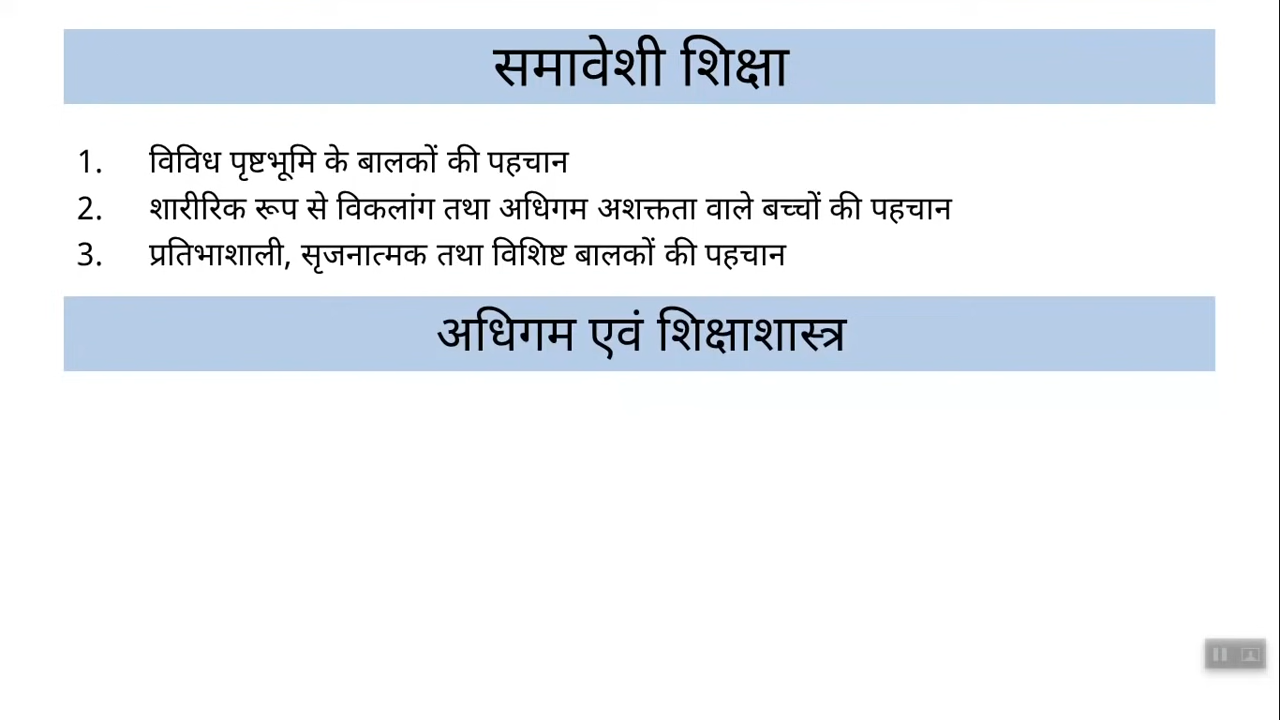 समावेशी शिक्षा
1. विविध पृष्टभूमि के बालकों की पहचान
2. शारीरिक रूप से विकलांग तथा अधिगम अशक्तता वाले बच्चों की पहचान
3. प्रतिभाशाली, सृजनात्मक तथा विशिष्ट बालकों की पहचान
अधिगम एवं शिक्षाशास्त्र